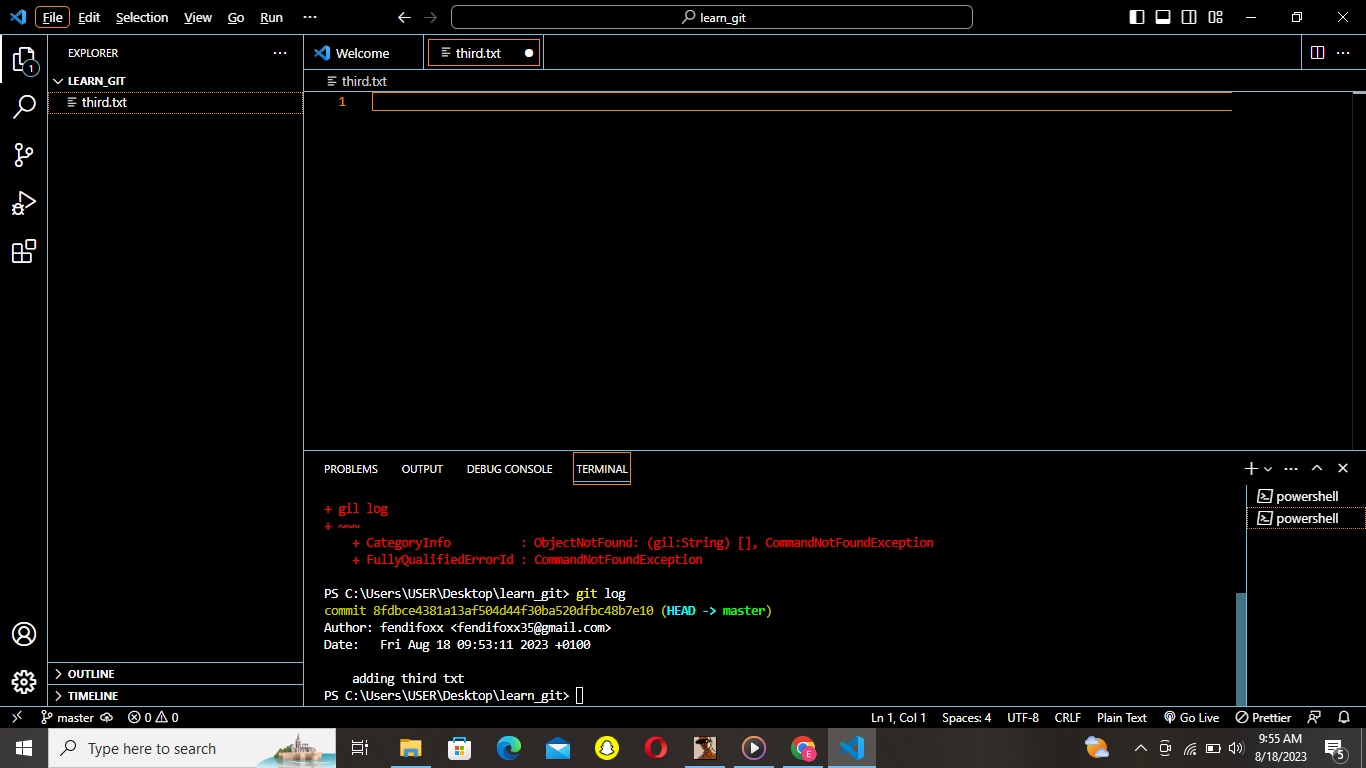 File Edit Selection View Go Run ···
learn_git
EXPLORER ···
Welcome
third.txt
LEARN_GIT
third.txt
third.txt
1
1
PROBLEMS OUTPUT DEBUG CONSOLE TERMINAL
+ gil log
+ ~~~
+ CategoryInfo : ObjectNotFound: (gil:String) [], CommandNotFoundException
+ FullyQualifiedErrorId : CommandNotFoundException
PS C:\Users\USER\Desktop\learn_git> git log
commit 8fdbce4381a13af504d44f30ba520dfbc48b7e10 (HEAD -> master)
Author: fendifoxx <fendifoxx35@gmail.com>
Date: Fri Aug 18 09:53:11 2023 +0100
adding third txt
PS C:\Users\USER\Desktop\learn_git>
powershell
powershell
OUTLINE
TIMELINE
master 0 0 Ln 1, Col 1 Spaces: 4 UTF-8 CRLF Plain Text Go Live Prettier
Type here to search
E
9:55 AM
8/18/2023
5